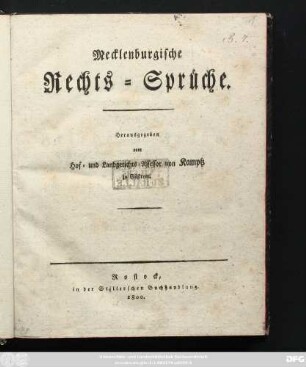 Mecklenburgische
Rechts = Sprüche.
Herausgegeben
vom
Hof- und Landgerichts-Assessor von Kamptz
in Güstrow.
Rostock,
in der Stillerschen Buchhandlung.
1800.